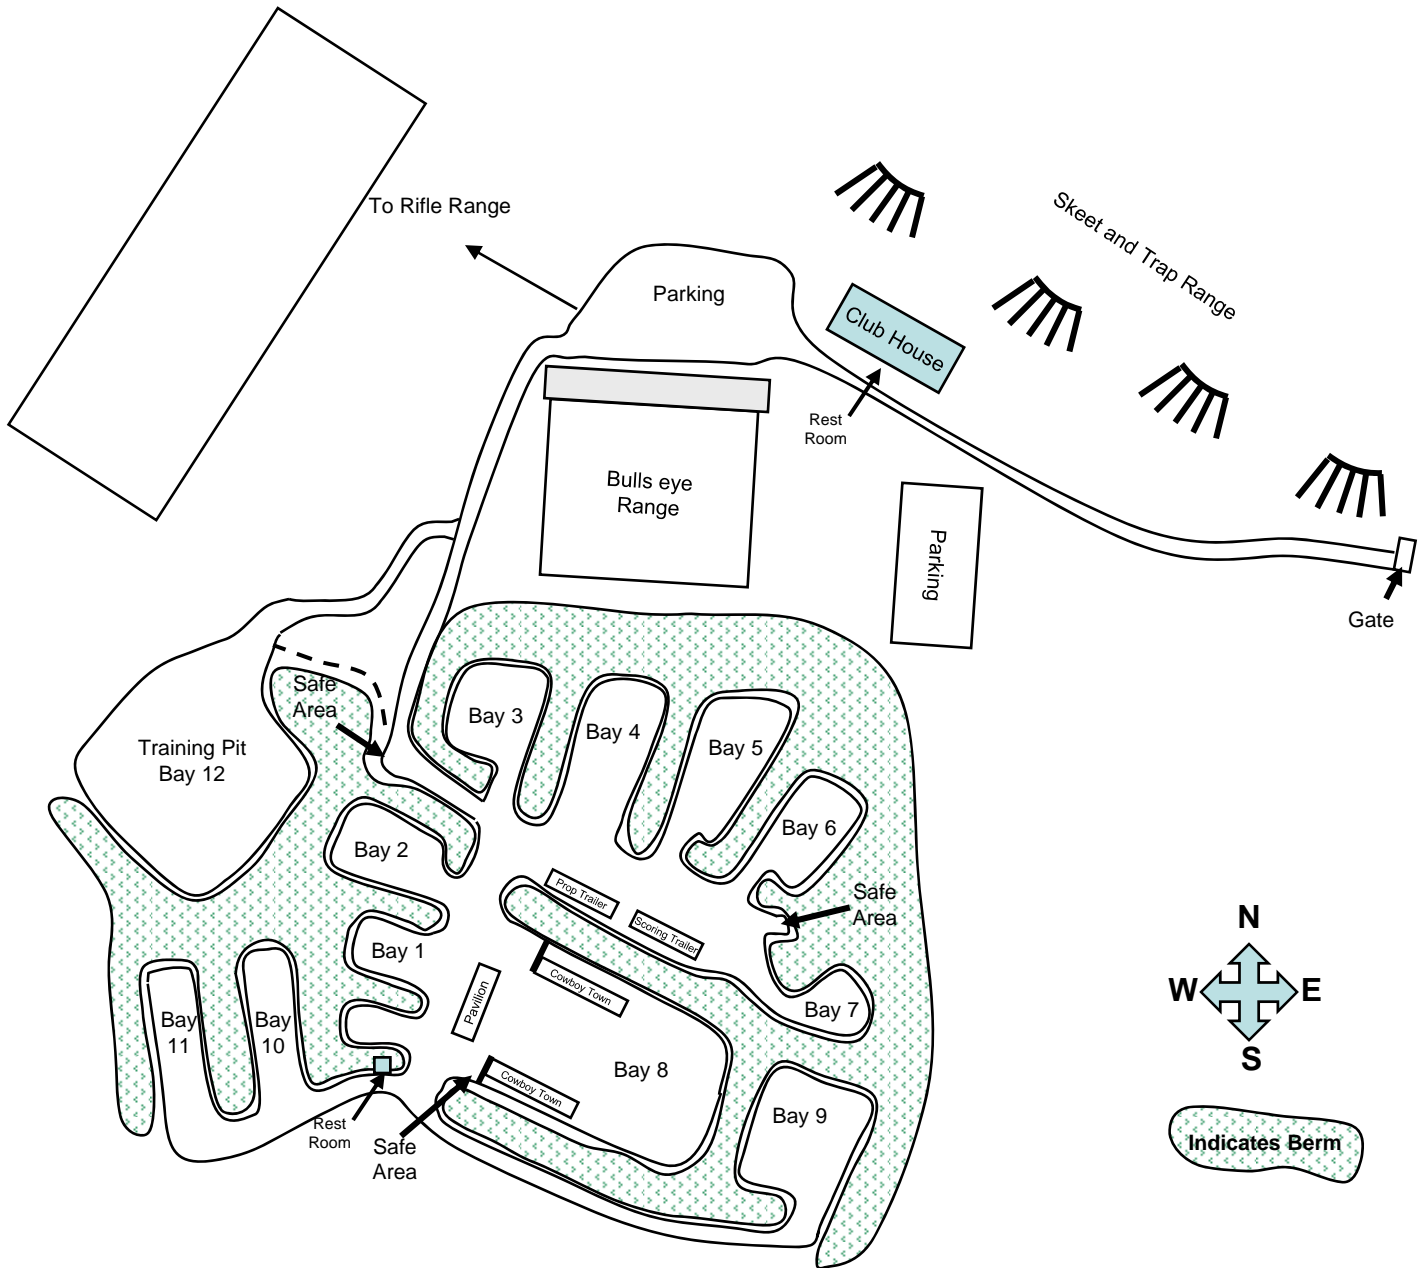 To Rifle Range
Skeet and Trap Range
Parking
Club House
Rest
Room
Bulls eye
Range
Parking
Gate
Safe
Area
Bay 3
Bay 4
Bay 5
Training Pit
Bay 12
Bay 6
Bay 2
Prop Trailer
Scoring Trailer
Safe
Area
Bay 1
Cowboy Town
Pavilion
Bay 7
Bay
11
Bay
10
Bay 8
Cowboy Town
Bay 9
Rest
Room
Safe
Area
N
W
E
S
Indicates Berm